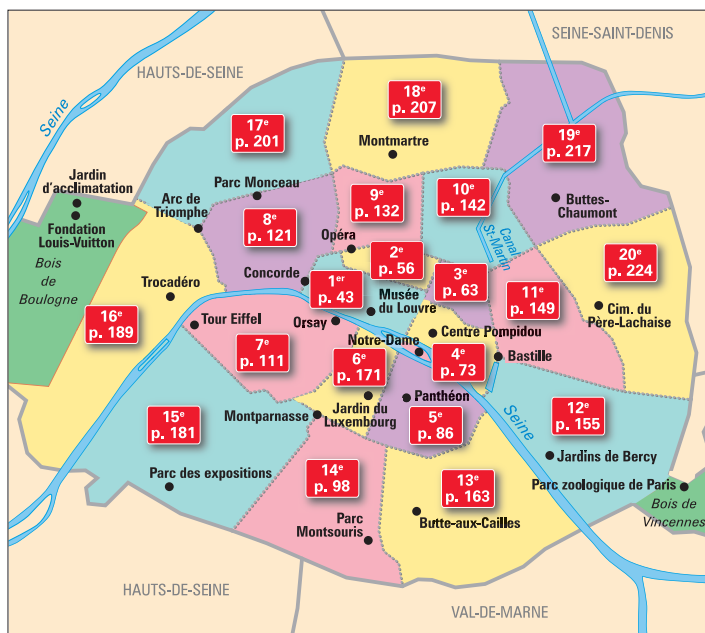 SEINE-SAINT-DENIS
HAUTS-DE-SEINE
Seine
18e
p. 207
Montmartre
17e
p. 201
19e
p. 217
Jardin
d'acclimatation
Fondation
Louis-Vuitton
Bois
de
Boulogne
Arc de
Triomphe
Parc Monceau
8e
p. 121
9e
p. 132
Opéra
10e
p. 142
Canal
St-Martin
Buttes-
Chaumont
2e
p. 56
20e
p. 224
Cim. du
Père-Lachaise
Trocadéro
Concorde
1er
p. 43
Musée
du Louvre
3e
p. 63
11e
p. 149
16e
p. 189
Tour Eiffel
Orsay
Centre Pompidou
7e
p. 111
Notre-Dame
4e
p. 73
Bastille
6e
p. 171
Jardin du
Luxembourg
Panthéon
5e
p. 86
Seine
15e
p. 181
Montparnasse
12e
p. 155
Jardins de Bercy
Parc des expositions
14e
p. 98
13e
p. 163
Parc zoologique de Paris
Bois de
Vincennes
Parc
Montsouris
Butte-aux-Cailles
HAUTS-DE-SEINE
VAL-DE-MARNE